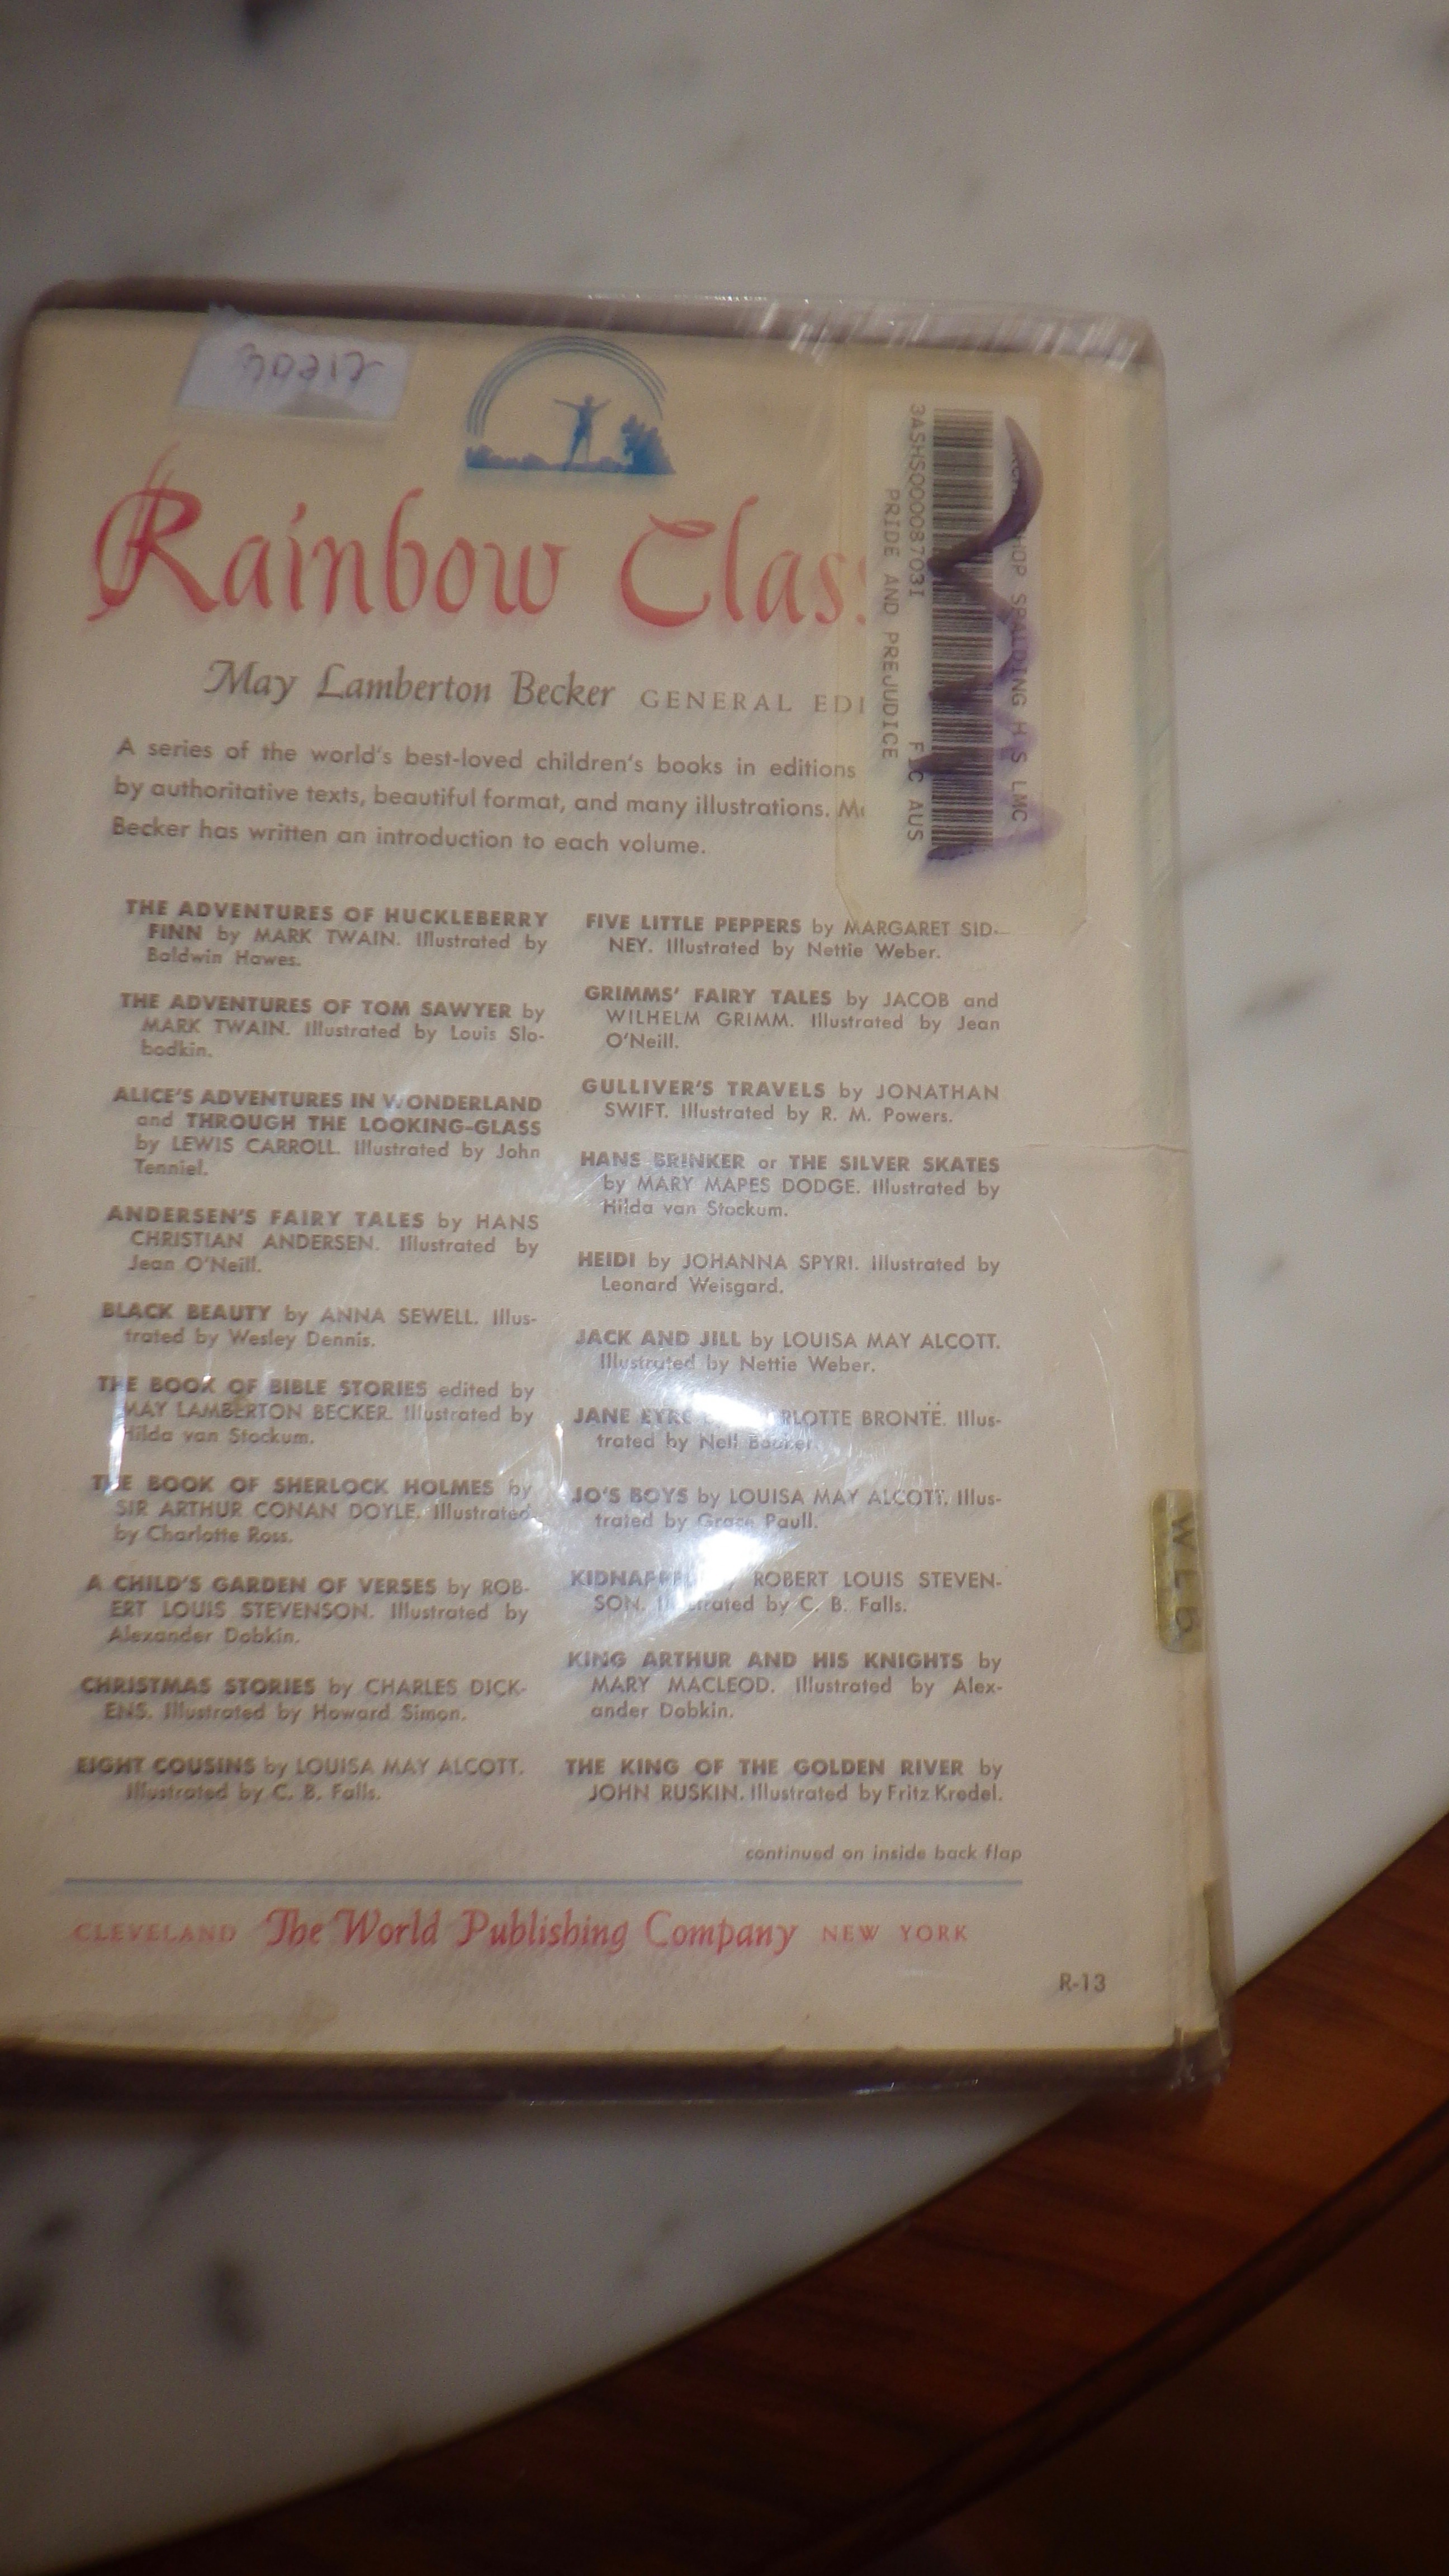 Rainbow Clas
May Lamberton Becker GENERAL EDI
A series of the world's best-loved children's books in editions
by authoritative texts, beautiful format, and many illustrations.
Becker has written an introduction to each volume.
THE ADVENTURES OF HUCKLEBERRY
FINN by MARK TWAIN. Illustrated by
Baldwin Hawes.
THE ADVENTURES OF TOM SAWYER by
MARK TWAIN. Illustrated by Louis Slo-
bodkin.
ALICE'S ADVENTURES IN WONDERLAND
and THROUGH THE LOOKING-GLASS
by LEWIS CARROLL. Illustrated by John
Tenniel.
ANDERSEN'S FAIRY TALES by HANS
CHRISTIAN ANDERSEN. Illustrated by
Jean O'Neill.
BLACK BEAUTY by ANNA SEWELL. Illus-
trated by Wesley Dennis.
THE BOOK OF BIBLE STORIES edited by
MAY LAMBERTON BECKER. Illustrated by
Hilda van Stockum.
THE BOOK OF SHERLOCK HOLMES by
SIR ARTHUR CONAN DOYLE. Illustrated
by Charlotte Ross.
A CHILD'S GARDEN OF VERSES by ROB-
ERT LOUIS STEVENSON. Illustrated by
Alexander Dobkin.
CHRISTMAS STORIES by CHARLES DICK-
ENS. Illustrated by Howard Simon.
EIGHT COUSINS by LOUISA MAY ALCOTT.
Illustrated by C. B. Falls.
FIVE LITTLE PEPPERS by MARGARET SID-
NEY. Illustrated by Nettie Weber.
GRIMMS' FAIRY TALES by JACOB and
WILHELM GRIMM. Illustrated by Jean
O'Neill.
GULLIVER'S TRAVELS by JONATHAN
SWIFT. Illustrated by R. M. Powers.
HANS BRINKER or THE SILVER SKATES
by MARY MAPES DODGE. Illustrated by
Hilda van Stockum.
HEIDI by JOHANNA SPYRI. Illustrated by
Leonard Weisgard.
JACK AND JILL by LOUISA MAY ALCOTT.
Illustrated by Nettie Weber.
JANE EYRE RLOTTE BRONTË. Illus-
trated by Nell Booker.
JO'S BOYS by LOUISA MAY ALCOTT. Illus-
trated by Grace Paull.
KIDNAPPED ROBERT LOUIS STEVEN-
SON. Illustrated by C. B. Falls.
KING ARTHUR AND HIS KNIGHTS by
MARY MACLEOD. Illustrated by Alex-
ander Dobkin.
THE KING OF THE GOLDEN RIVER by
JOHN RUSKIN. Illustrated by Fritz Kredel.
continued on inside back flap
CLEVELAND The World Publishing Company NEW YORK
R-13
SPALDING H S LMC
3ASHS00008703I FIC AUS
PRIDE AND PREJUDICE
W L B